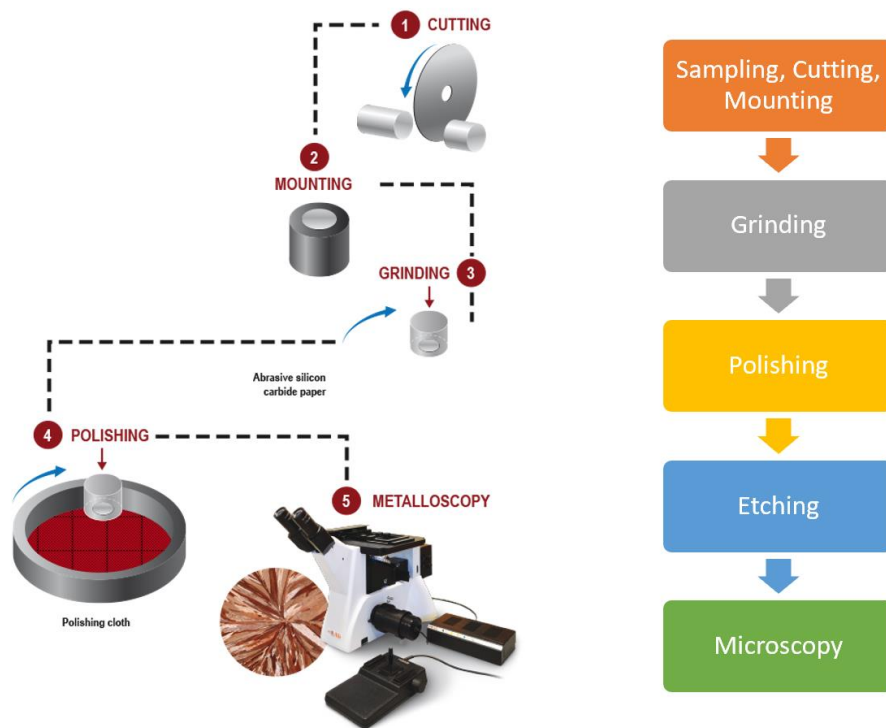 1 CUTTING
2
MOUNTING
GRINDING 3
Abrasive silicon
carbide paper
4 POLISHING
5 METALLOSCOPY
Polishing cloth
Sampling, Cutting,
Mounting
Grinding
Polishing
Etching
Microscopy